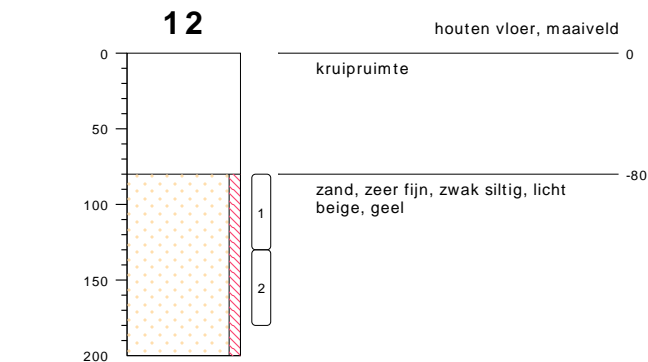 12
houten vloer, maaiveld
0
0
kruipruimte
50
-80
zand, zeer fijn, zwak siltig, licht
beige, geel
100
1
150
2
200